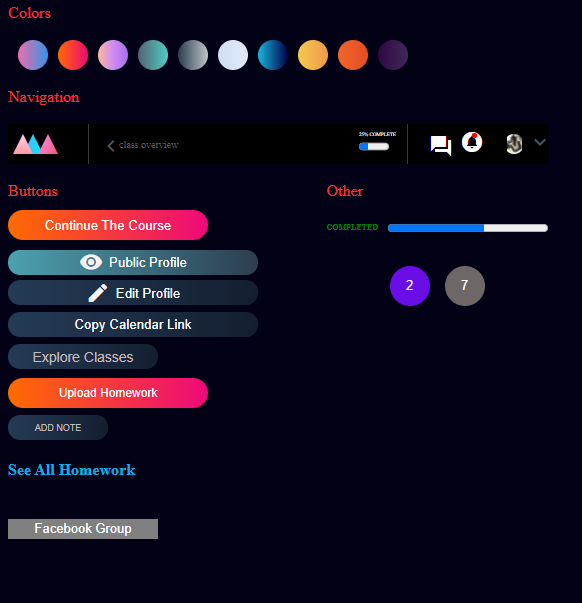 Colors
Navigation
class overview
25% COMPLETE
Buttons
Other
Continue The Course
COMPLETED
Public Profile
Edit Profile
2
7
Copy Calendar Link
Explore Classes
Upload Homework
ADD NOTE
See All Homework
Facebook Group